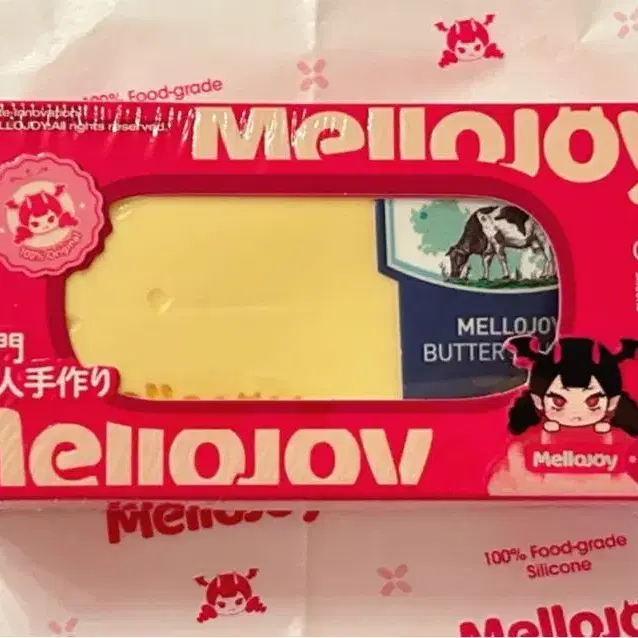 100% Food-grade
LLOJOY.All rights reserved.
Mellojoy
100% Original
MELLOJOY
BUTTER
門
人手作り
Mellojoy
Mellojoy
Mellojoy
100% Food-grade
Silicone
Mellojoy